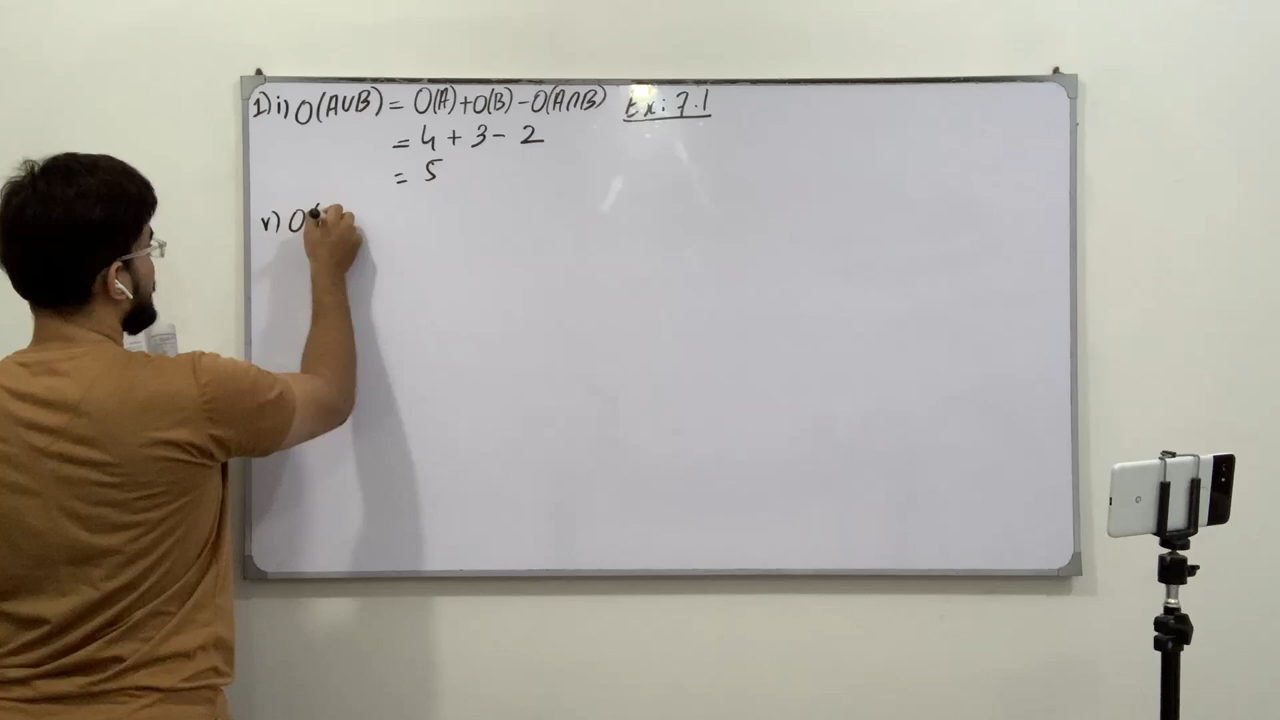 1) i) O(A∪B) = O(A)+O(B)-O(A∩B) Ex: 7.1
= 4 + 3 - 2
= 5
v) O(